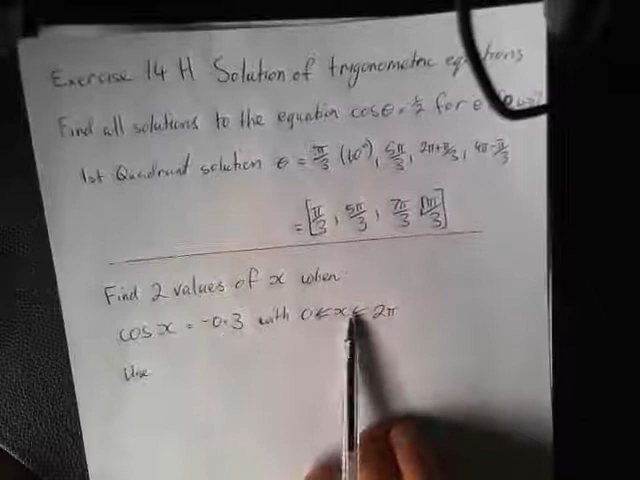 Exercise 14 H Solution of trigonometric equations
Find all solutions to the equation cosθ = ½ for θ
1st Quadrant solution θ = π/3 (60°), 5π/3, 2π+π/3, 4π-π/3
= [π/3, 5π/3, 7π/3, 11π/3]
Find 2 values of x when
cos x = -0.3 with 0 ≤ x ≤ 2π
Use